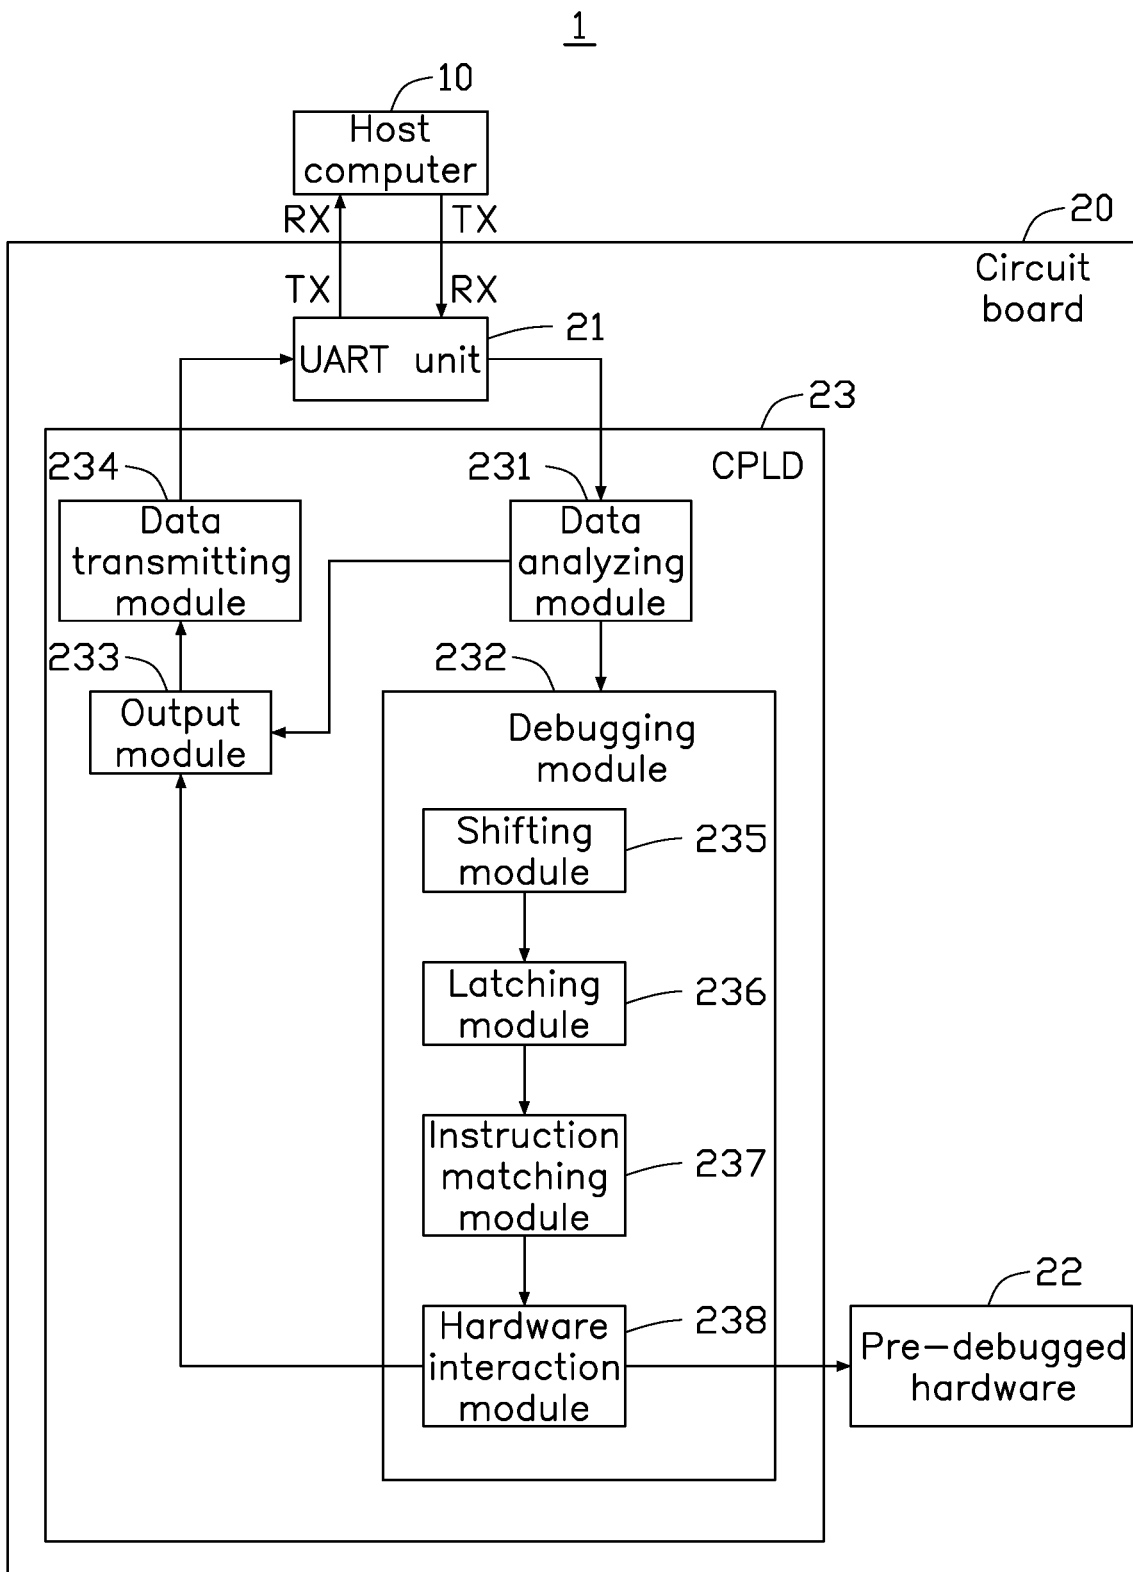 1
10
Host
computer
RX TX
20
TX RX
Circuit
board
21
UART unit
23
CPLD
234
231
Data
transmitting
module
Data
analyzing
module
233
232
Output
module
Debugging
module
Shifting
module
235
Latching
module
236
Instruction
matching
module
237
22
Hardware
interaction
module
238
Pre-debugged
hardware